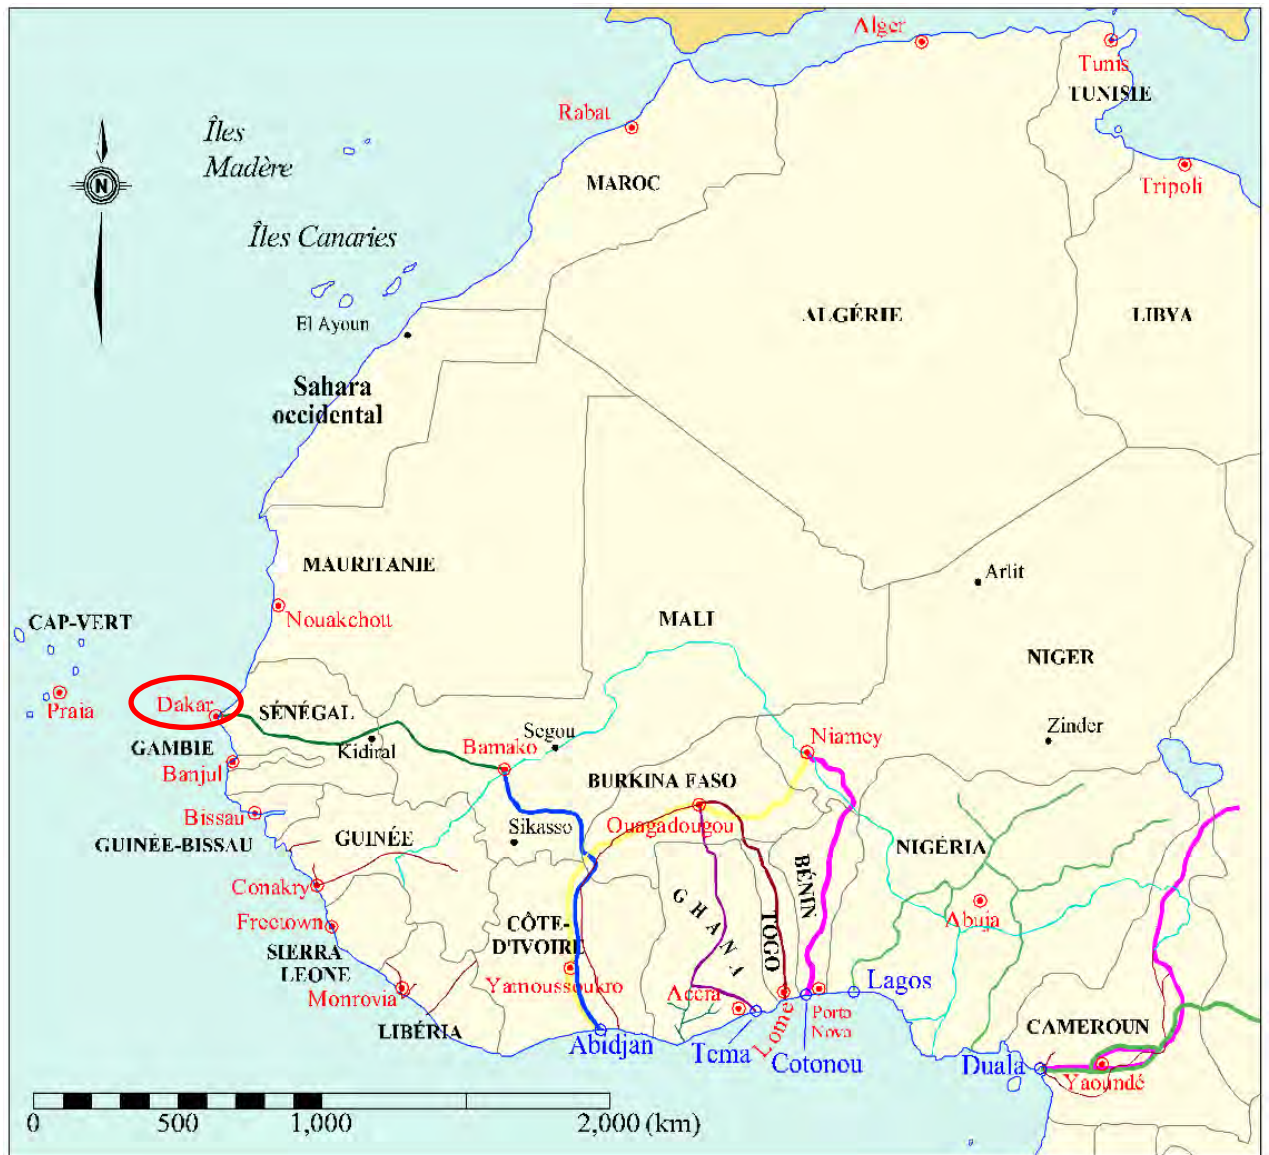 Alger
Tunis
TUNISIE
Rabat
Îles
Madère
N
MAROC
Tripoli
Îles Canaries
El Ayoun
ALGÉRIE
LIBYA
Sahara
occidental
MAURITANIE
Arlit
Nouakchott
CAP-VERT
MALI
NIGER
Praia
Dakar
SÉNÉGAL
Zinder
Segou
Niamey
GAMBIE
Kidiral
Bamako
Banjul
BURKINA FASO
Bissau
Sikasso
Ouagadougou
GUINÉE-BISSAU
GUINÉE
NIGÉRIA
BÉNIN
Conakry
GHANA
Abuja
Freetown
CÔTE-
D'IVOIRE
TOGO
SIERRA
LEONE
Yamoussoukro
Monrovia
Accra
Lagos
Lomé
Porto
Nova
LIBÉRIA
CAMEROUN
Abidjan
Tema
Cotonou
Duala
Yaoundé
0 500 1,000 2,000 (km)